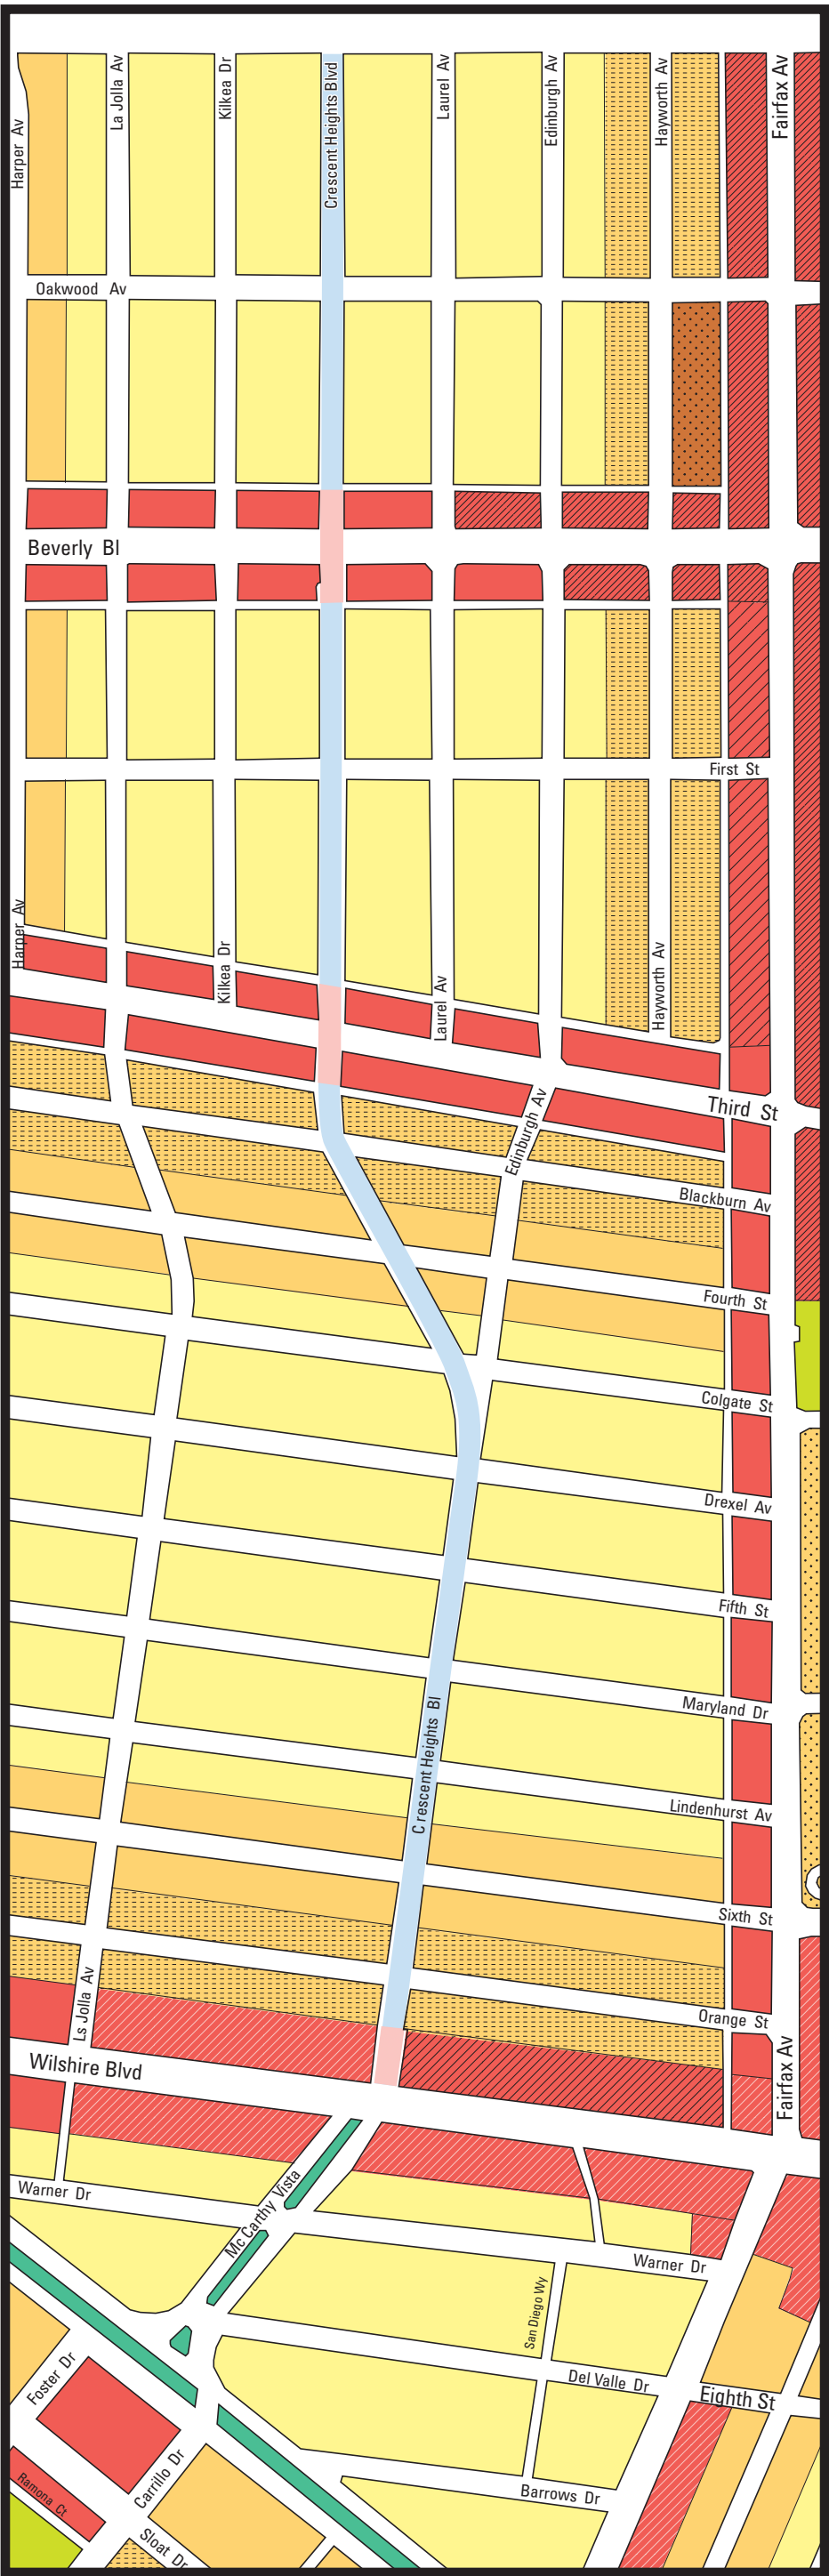 Harper Av
La Jolla Av
Kilkea Dr
Crescent Heights Blvd
Laurel Av
Edinburgh Av
Hayworth Av
Fairfax Av
Oakwood Av
Beverly Bl
First St
Harper Av
Kilkea Dr
Laurel Av
Hayworth Av
Third St
Edinburgh Av
Blackburn Av
Fourth St
Colgate St
Drexel Av
Fifth St
Maryland Dr
Crescent Heights Bl
Lindenhurst Av
Sixth St
Ls Jolla Av
Orange St
Fairfax Av
Wilshire Blvd
Warner Dr
Mc Carthy Vista
Warner Dr
San Diego Wy
Del Valle Dr
Foster Dr
Eighth St
Carrillo Dr
Ramona Ct
Barrows Dr
Sloat Dr